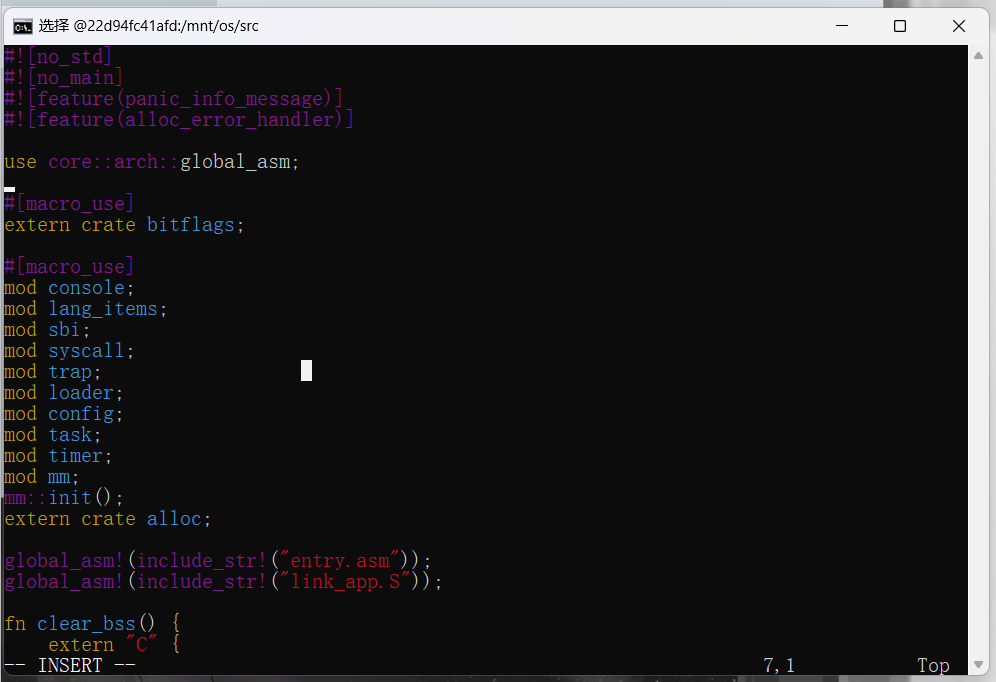 选择 @22d94fc41afd:/mnt/os/src
#![no_std]
#![no_main]
#![feature(panic_info_message)]
#![feature(alloc_error_handler)]
use core::arch::global_asm;
#[macro_use]
extern crate bitflags;
#[macro_use]
mod console;
mod lang_items;
mod sbi;
mod syscall;
mod trap;
mod loader;
mod config;
mod task;
mod timer;
mod mm;
mm::init();
extern crate alloc;
global_asm!(include_str!("entry.asm"));
global_asm!(include_str!("link_app.S"));
fn clear_bss() {
    extern "C" {
-- INSERT -- 7,1 Top